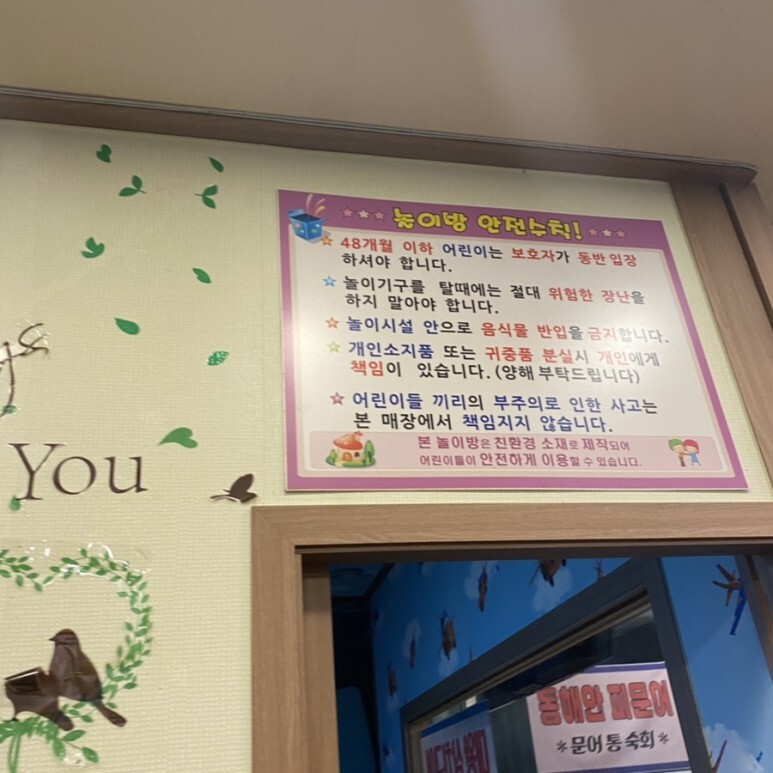 놀이방 안전수칙!
48개월 이하 어린이는 보호자가 동반 입장
하셔야 합니다.
놀이기구를 탈때에는 절대 위험한 장난을
하지 말아야 합니다.
놀이시설 안으로 음식물 반입을 금지합니다.
개인소지품 또는 귀중품 분실시 개인에게
책임이 있습니다. (양해 부탁드립니다)
어린이들 끼리의 부주의로 인한 사고는
본 매장에서 책임지지 않습니다.
본 놀이방은 친환경 소재로 제작되어
어린이들이 안전하게 이용할 수 있습니다.
You
동해안 피문어
*문어 통 숙회*